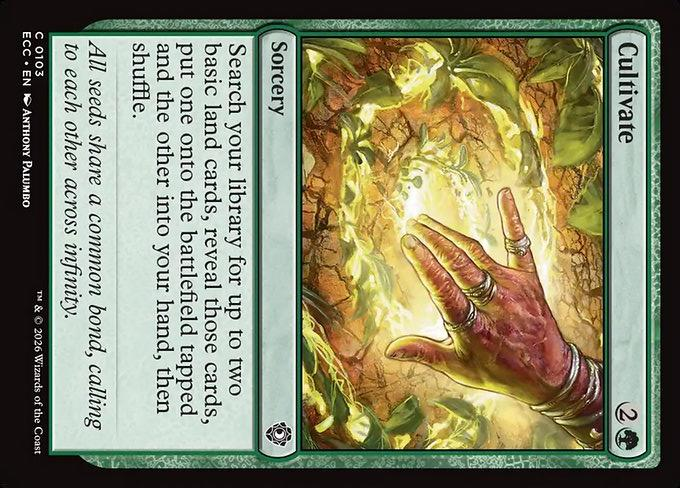 Cultivate
2
Sorcery
Search your library for up to two
basic land cards, reveal those cards,
put one onto the battlefield tapped
and the other into your hand, then
shuffle.
All seeds share a common bond, calling
to each other across infinity.
C 0103
ECC • EN Anthony Palumbo
™ & © 2026 Wizards of the Coast